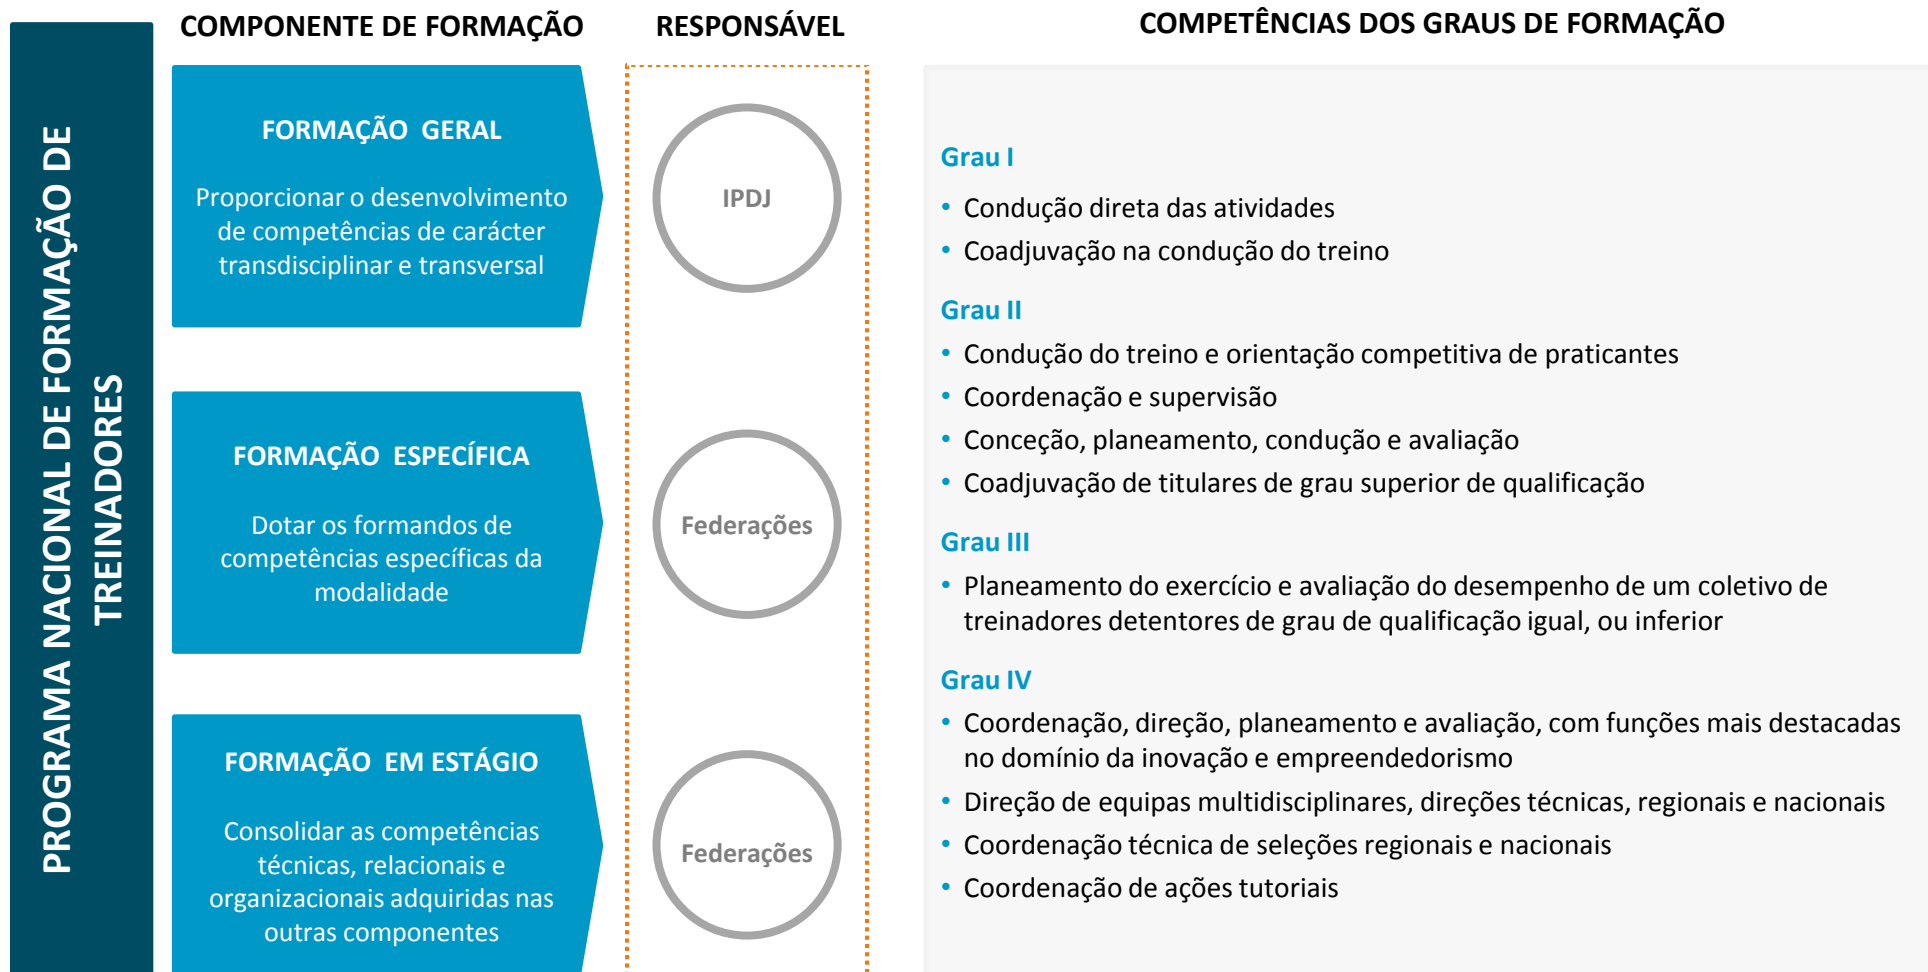 PROGRAMA NACIONAL DE FORMAÇÃO DE
TREINADORES
COMPONENTE DE FORMAÇÃO
FORMAÇÃO GERAL
Proporcionar o desenvolvimento
de competências de carácter
transdisciplinar e transversal
FORMAÇÃO ESPECÍFICA
Dotar os formandos de
competências específicas da
modalidade
FORMAÇÃO EM ESTÁGIO
Consolidar as competências
técnicas, relacionais e
organizacionais adquiridas nas
outras componentes
RESPONSÁVEL
IPDJ
Federações
Federações
COMPETÊNCIAS DOS GRAUS DE FORMAÇÃO
Grau I
• Condução direta das atividades
• Coadjuvação na condução do treino
Grau II
• Condução do treino e orientação competitiva de praticantes
• Coordenação e supervisão
• Conceção, planeamento, condução e avaliação
• Coadjuvação de titulares de grau superior de qualificação
Grau III
• Planeamento do exercício e avaliação do desempenho de um coletivo de
treinadores detentores de grau de qualificação igual, ou inferior
Grau IV
• Coordenação, direção, planeamento e avaliação, com funções mais destacadas
no domínio da inovação e empreendedorismo
• Direção de equipas multidisciplinares, direções técnicas, regionais e nacionais
• Coordenação técnica de seleções regionais e nacionais
• Coordenação de ações tutoriais